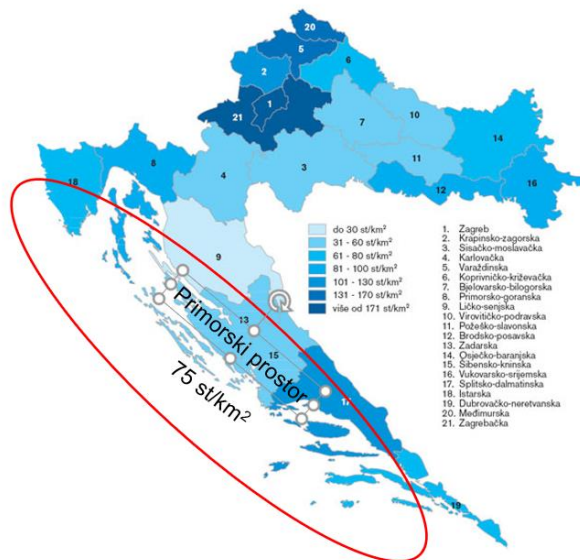 20
5
2
6
1
21
7
10
14
11
4
3
8
18
12
16
9
13
15
17
19
Primorski prostor
75 st/km²
do 30 st/km²
31 - 60 st/km²
61 - 80 st/km²
81 - 100 st/km²
101 - 130 st/km²
131 - 170 st/km²
više od 171 st/km²
1. Zagreb
2. Krapinsko-zagorska
3. Sisačko-moslavačka
4. Karlovačka
5. Varaždinska
6. Koprivničko-križevačka
7. Bjelovarsko-bilogorska
8. Primorsko-goranska
9. Ličko-senjska
10. Virovitičko-podravska
11. Požeško-slavonska
12. Brodsko-posavska
13. Zadarska
14. Osječko-baranjska
15. Šibensko-kninska
16. Vukovarsko-srijemska
17. Splitsko-dalmatinska
18. Istarska
19. Dubrovačko-neretvanska
20. Međimurska
21. Zagrebačka